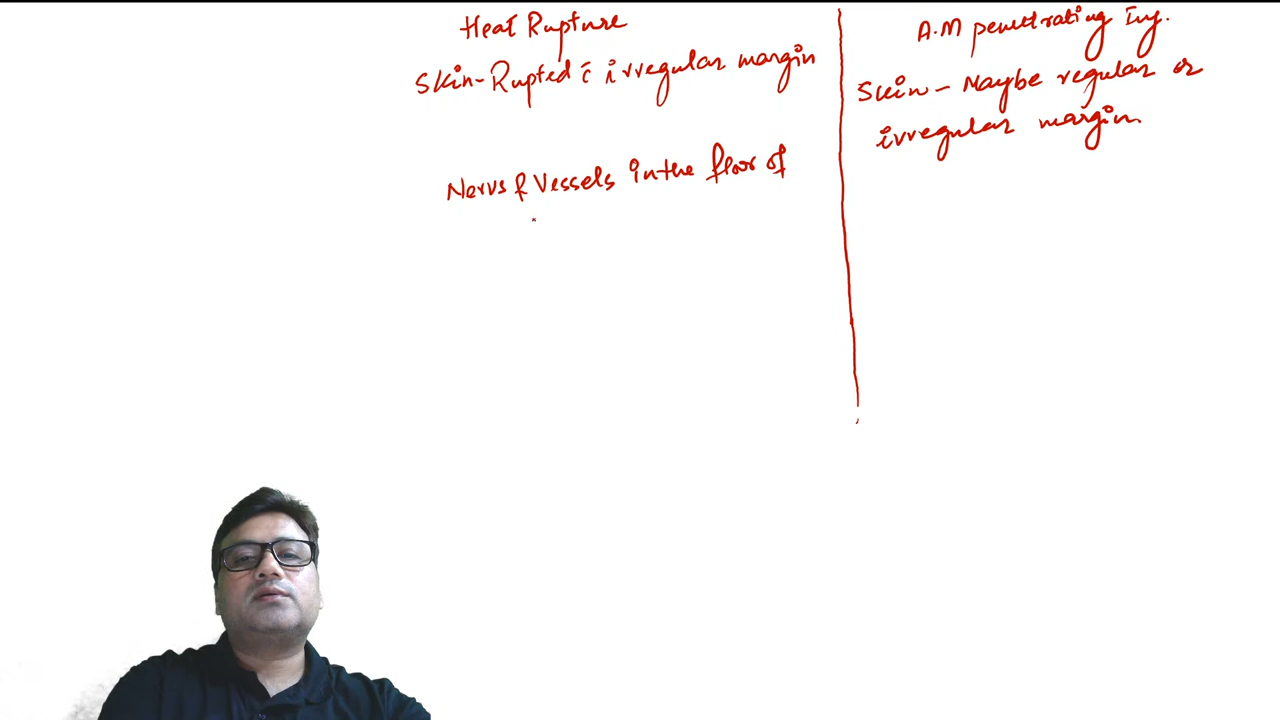 Heat Rupture
Skin-Rupted c̄ irregular margin
Nervs & Vessels in the floor of
A.M penetrating Inj.
Skin - Maybe regular or
irregular margin.